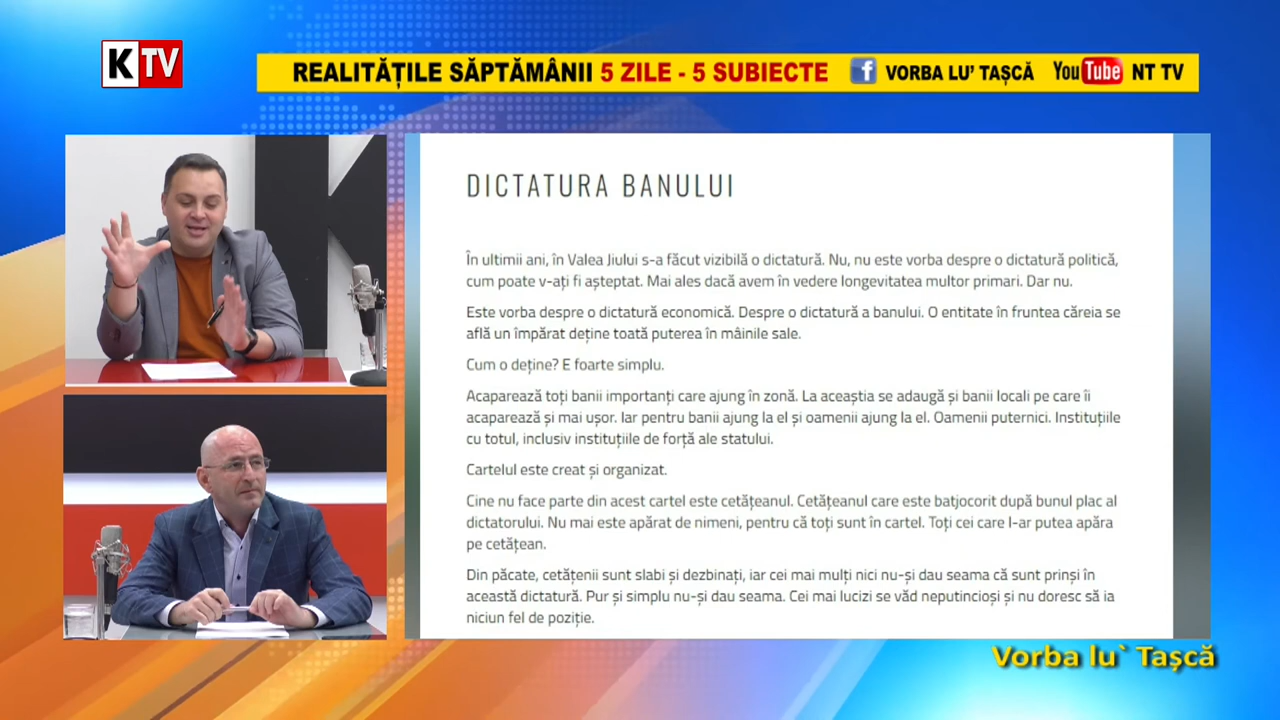 KTV
REALITĂȚILE SĂPTĂMÂNII 5 ZILE - 5 SUBIECTE VORBA LU' TAȘCĂ YouTube NT TV
DICTATURA BANULUI
În ultimii ani, în Valea Jiului s-a făcut vizibilă o dictatură. Nu, nu este vorba despre o dictatură politică,
cum poate v-ați fi așteptat. Mai ales dacă avem în vedere longevitatea multor primari. Dar nu.
Este vorba despre o dictatură economică. Despre o dictatură a banului. O entitate în fruntea căreia se
află un împărat deține toată puterea în mâinile sale.
Cum o deține? E foarte simplu.
Acaparează toți banii importanți care ajung în zonă. La aceaștia se adaugă și banii locali pe care îi
acaparează și mai ușor. Iar pentru banii ajung la el și oamenii ajung la el. Oamenii puternici. Instituțiile
cu totul, inclusiv instituțiile de forță ale statului.
Cartelul este creat și organizat.
Cine nu face parte din acest cartel este cetățeanul. Cetățeanul care este batjocorit după bunul plac al
dictatorului. Nu mai este apărat de nimeni, pentru că toți sunt în cartel. Toți cei care l-ar putea apăra
pe cetățean.
Din păcate, cetățenii sunt slabi și dezbinați, iar cei mai mulți nici nu-și dau seama că sunt prinși în
această dictatură. Pur și simplu nu-și dau seama. Cei mai lucizi se văd neputincioși și nu doresc să ia
niciun fel de poziție.
Vorba lu` Tașcă